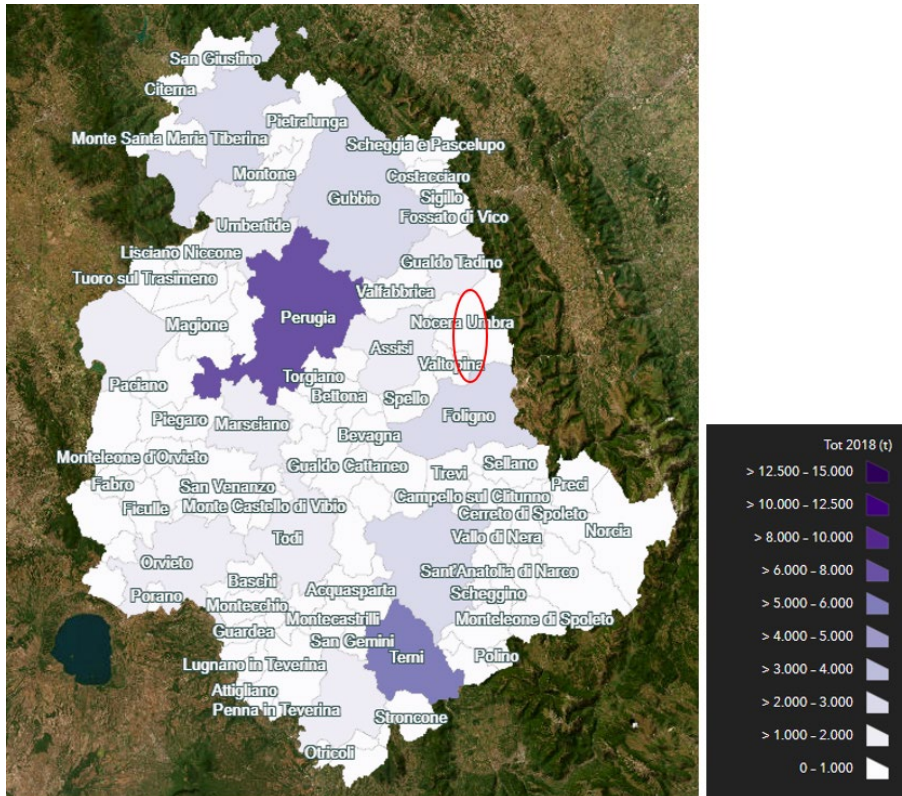 San Giustino
Citerna
Pietralunga
Monte Santa Maria Tiberina
Scheggia e Pascelupo
Montone
Costacciaro
Gubbio
Sigillo
Umbertide
Fossato di Vico
Lisciano Niccone
Gualdo Tadino
Tuoro sul Trasimeno
Valfabbrica
Perugia
Magione
Nocera Umbra
Assisi
Valtopina
Paciano
Torgiano
Bettona
Spello
Piegaro
Marsciano
Foligno
Bevagna
Monteleone d'Orvieto
Gualdo Cattaneo
Trevi
Sellano
Fabro
San Venanzo
Preci
Ficulle
Monte Castello di Vibio
Campello sul Clitunno
Cerreto di Spoleto
Norcia
Todi
Vallo di Nera
Orvieto
Baschi
Acquasparta
Sant'Anatolia di Narco
Porano
Montecchio
Scheggino
Guardea
Montecastrilli
Monteleone di Spoleto
San Gemini
Lugnano in Teverina
Terni
Polino
Attigliano
Penna in Teverina
Stroncone
Otricoli
Tot 2018 (t)
> 12.500 – 15.000
> 10.000 – 12.500
> 8.000 – 10.000
> 6.000 – 8.000
> 5.000 – 6.000
> 4.000 – 5.000
> 3.000 – 4.000
> 2.000 – 3.000
> 1.000 – 2.000
0 – 1.000